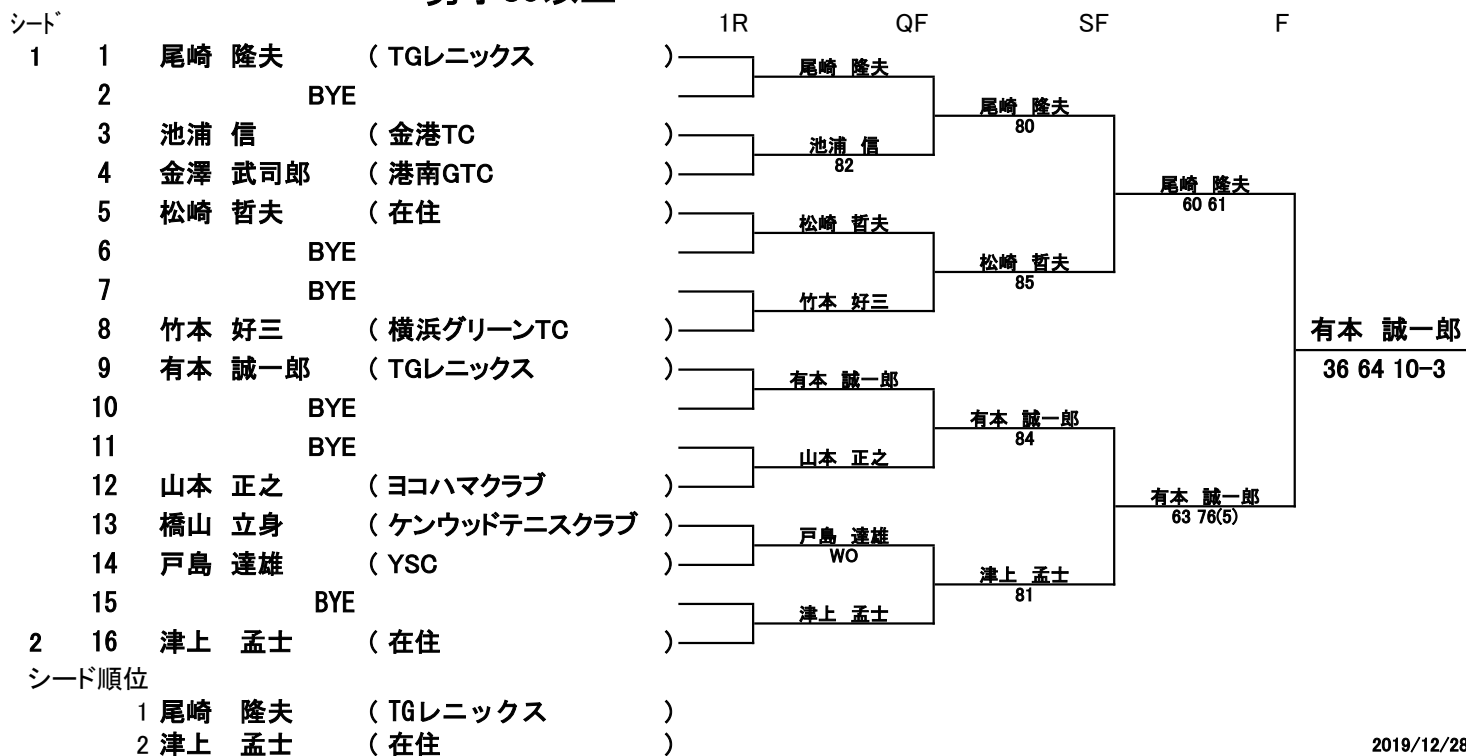 シード 1R QF SF F
1 1 尾崎 隆夫 ( TGレニックス )
尾崎 隆夫
2 BYE
尾崎 隆夫
80
3 池浦 信 ( 金港TC )
池浦 信
82
4 金澤 武司郎 ( 港南GTC )
尾崎 隆夫
60 61
5 松崎 哲夫 ( 在住 )
松崎 哲夫
6 BYE
松崎 哲夫
85
7 BYE
竹本 好三
8 竹本 好三 ( 横浜グリーンTC )
有本 誠一郎
36 64 10-3
9 有本 誠一郎 ( TGレニックス )
有本 誠一郎
10 BYE
有本 誠一郎
84
11 BYE
山本 正之
12 山本 正之 ( ヨコハマクラブ )
有本 誠一郎
63 76(5)
13 橋山 立身 ( ケンウッドテニスクラブ )
戸島 達雄
WO
14 戸島 達雄 ( YSC )
津上 孟士
81
15 BYE
津上 孟士
2 16 津上 孟士 ( 在住 )
シード順位
1 尾崎 隆夫 ( TGレニックス )
2 津上 孟士 ( 在住 )
2019/12/28